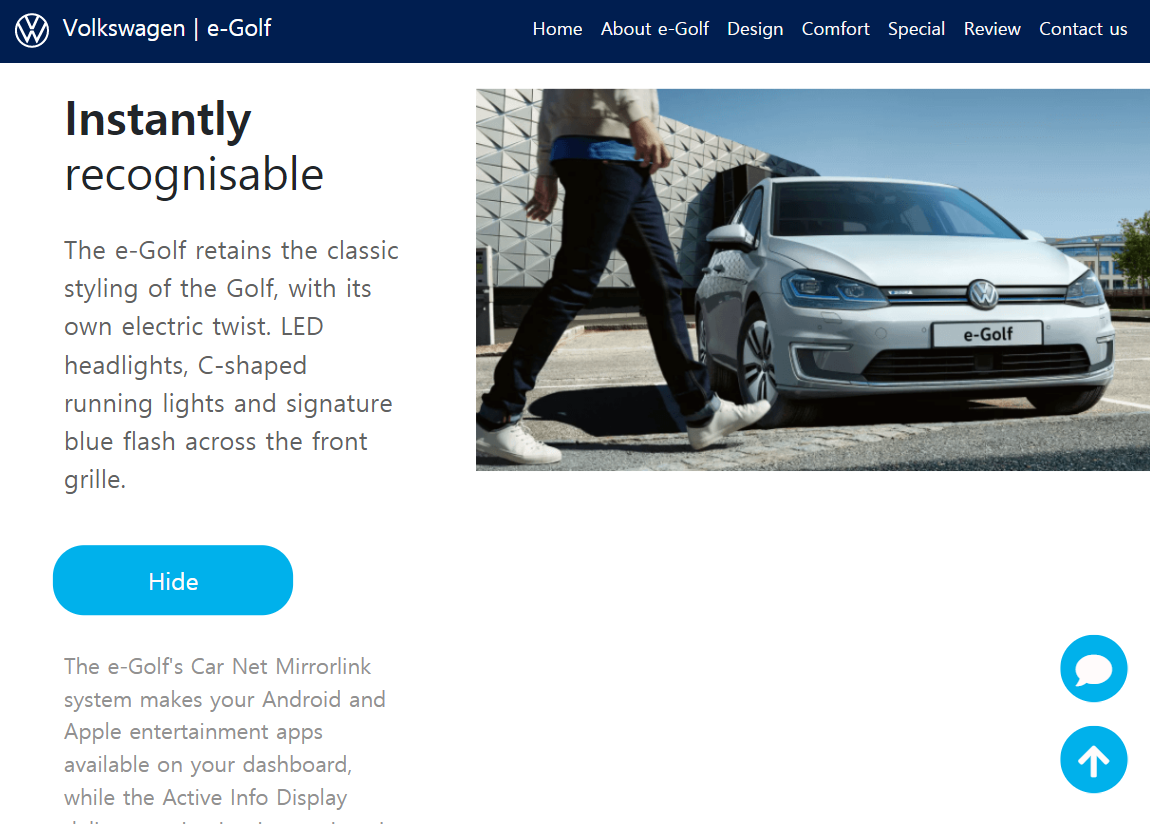 Volkswagen | e-Golf
Home About e-Golf Design Comfort Special Review Contact us
Instantly
recognisable
The e-Golf retains the classic
styling of the Golf, with its
own electric twist. LED
headlights, C-shaped
running lights and signature
blue flash across the front
grille.
e-Golf
Hide
The e-Golf's Car Net Mirrorlink
system makes your Android and
Apple entertainment apps
available on your dashboard,
while the Active Info Display